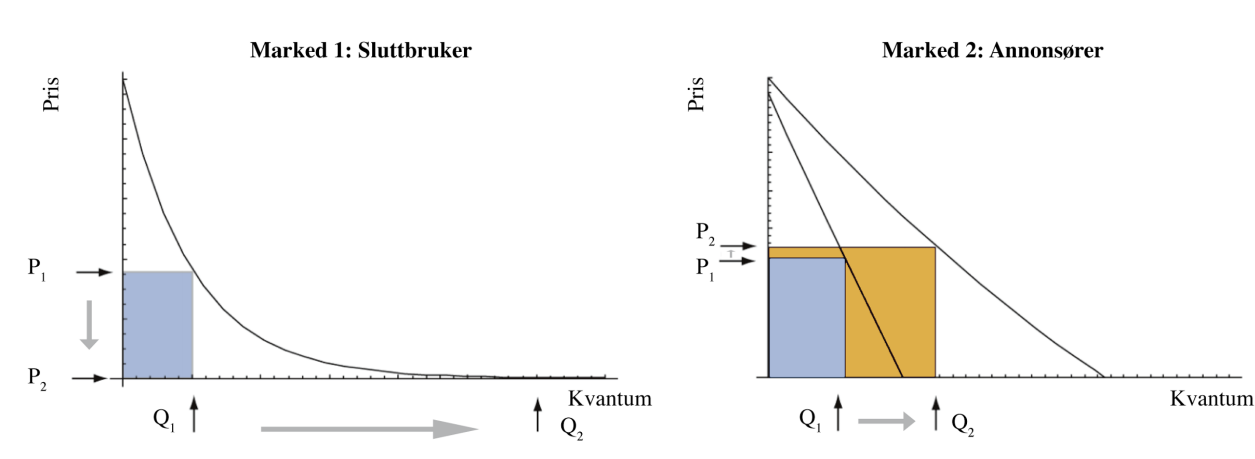 Marked 1: Sluttbruker
Pris
P1
P2
Kvantum
Q1
Q2
Marked 2: Annonsører
Pris
P2
T
P1
Kvantum
Q1
Q2